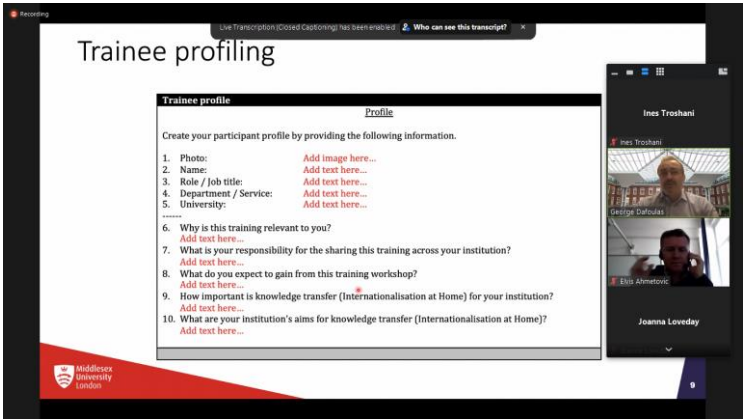 Recording
Live Transcription (Closed Captioning) has been enabled
Who can see this transcript?
Trainee profiling
Trainee profile
Profile
Create your participant profile by providing the following information.
1. Photo: Add image here...
2. Name: Add text here...
3. Role / Job title: Add text here...
4. Department / Service: Add text here...
5. University: Add text here...
------
6. Why is this training relevant to you?
Add text here...
7. What is your responsibility for the sharing this training across your institution?
Add text here...
8. What do you expect to gain from this training workshop?
Add text here...
9. How important is knowledge transfer (Internationalisation at Home) for your institution?
Add text here...
10. What are your institution's aims for knowledge transfer (Internationalisation at Home)?
Add text here...
Ines Troshani
Ines Troshani
George Dafoulas
Elvis Ahmetovic
Joanna Loveday
Middlesex
University
London
9